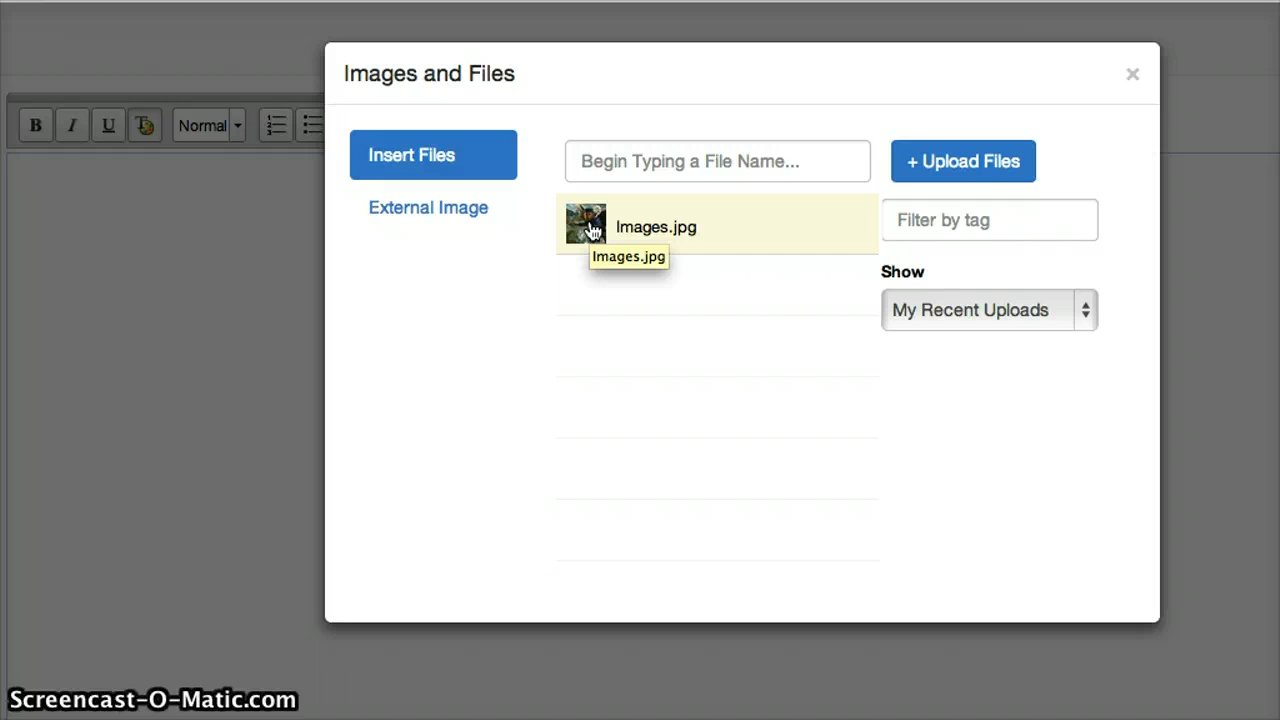 Images and Files
×
B I U Normal
Insert Files
External Image
Begin Typing a File Name...
+ Upload Files
Images.jpg
Images.jpg
Filter by tag
Show
My Recent Uploads
Screencast-O-Matic.com